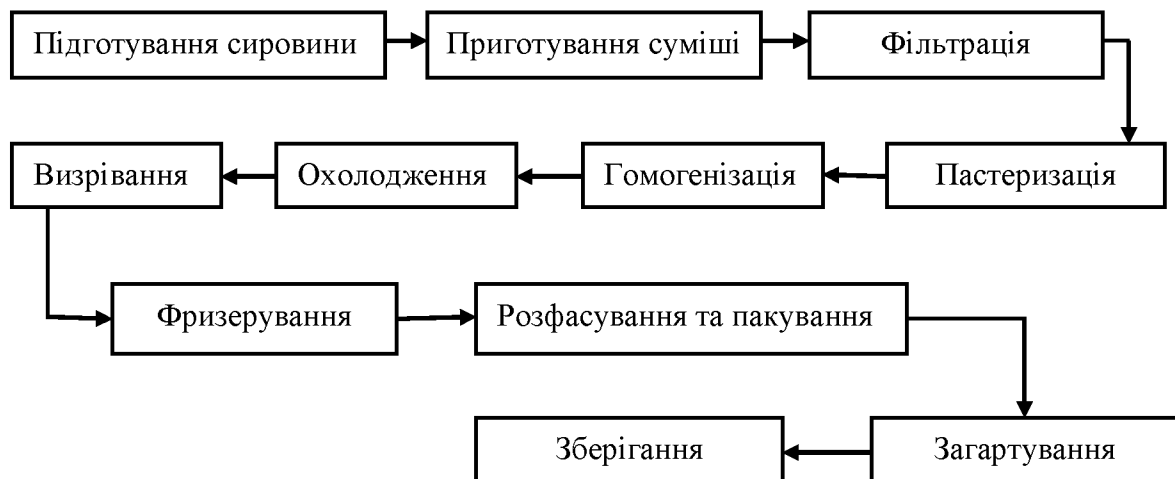 Підготування сировини
Приготування суміші
Фільтрація
Пастеризація
Гомогенізація
Охолодження
Визрівання
Фризерування
Розфасування та пакування
Загартування
Зберігання